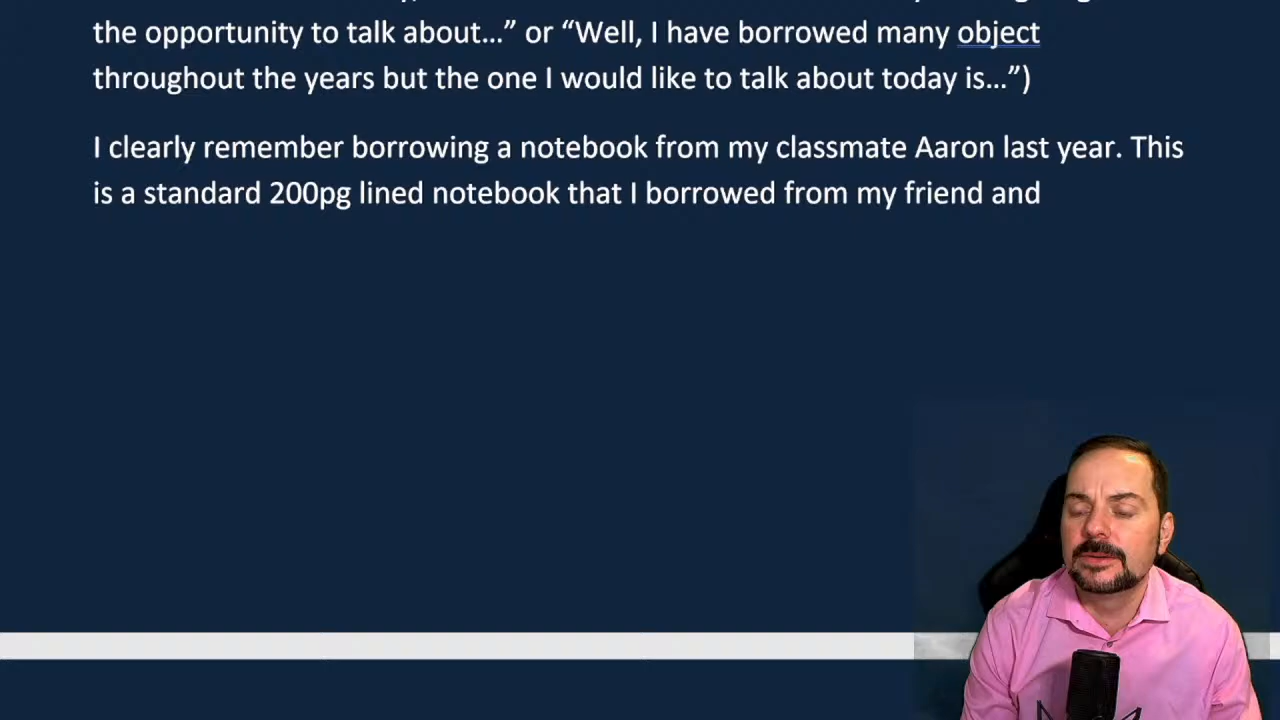 the opportunity to talk about…” or “Well, I have borrowed many object
throughout the years but the one I would like to talk about today is…”)
I clearly remember borrowing a notebook from my classmate Aaron last year. This
is a standard 200pg lined notebook that I borrowed from my friend and